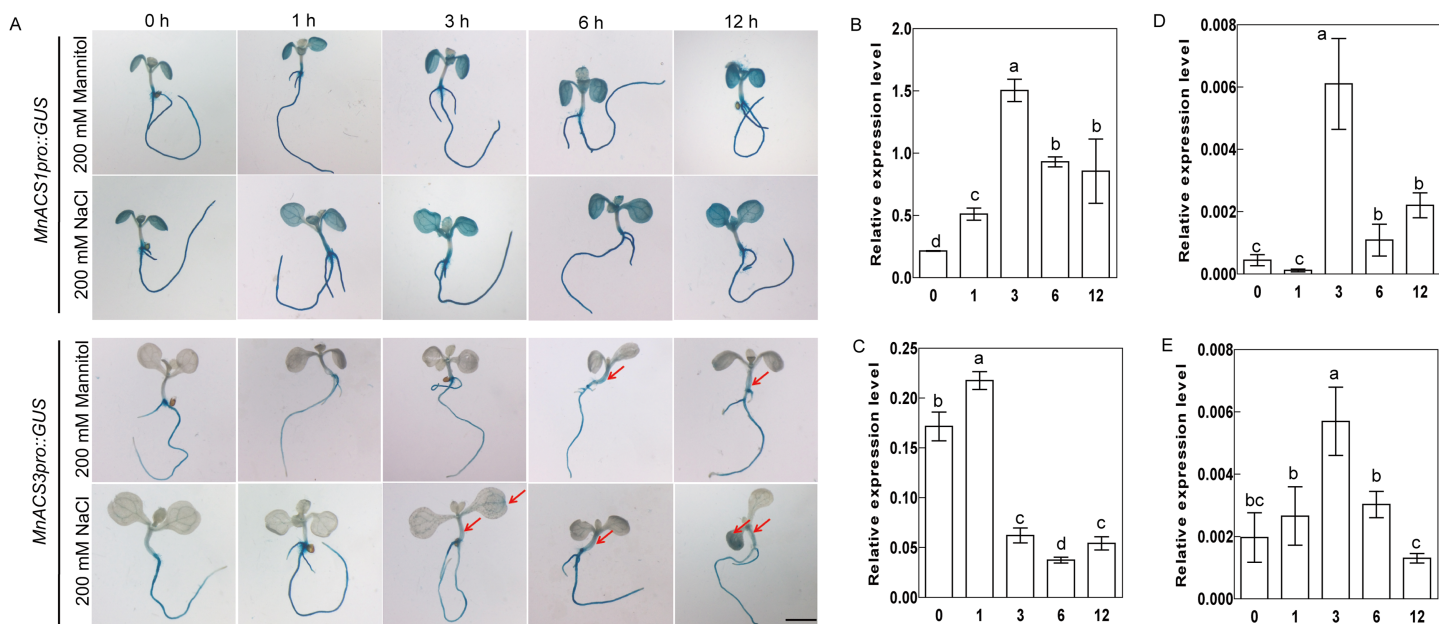 A
0 h
1 h
3 h
6 h
12 h
MnACS1pro::GUS
200 mM Mannitol
200 mM NaCl
MnACS3pro::GUS
200 mM Mannitol
200 mM NaCl
B
Relative expression level
2.0
1.5
1.0
0.5
0.0
d
c
a
b
b
0 1 3 6 12
D
Relative expression level
0.008
0.006
0.004
0.002
0.000
c
c
a
b
b
0 1 3 6 12
C
Relative expression level
0.25
0.20
0.15
0.10
0.05
0.00
b
a
c
d
c
0 1 3 6 12
E
Relative expression level
0.008
0.006
0.004
0.002
0.000
bc
b
a
b
c
0 1 3 6 12